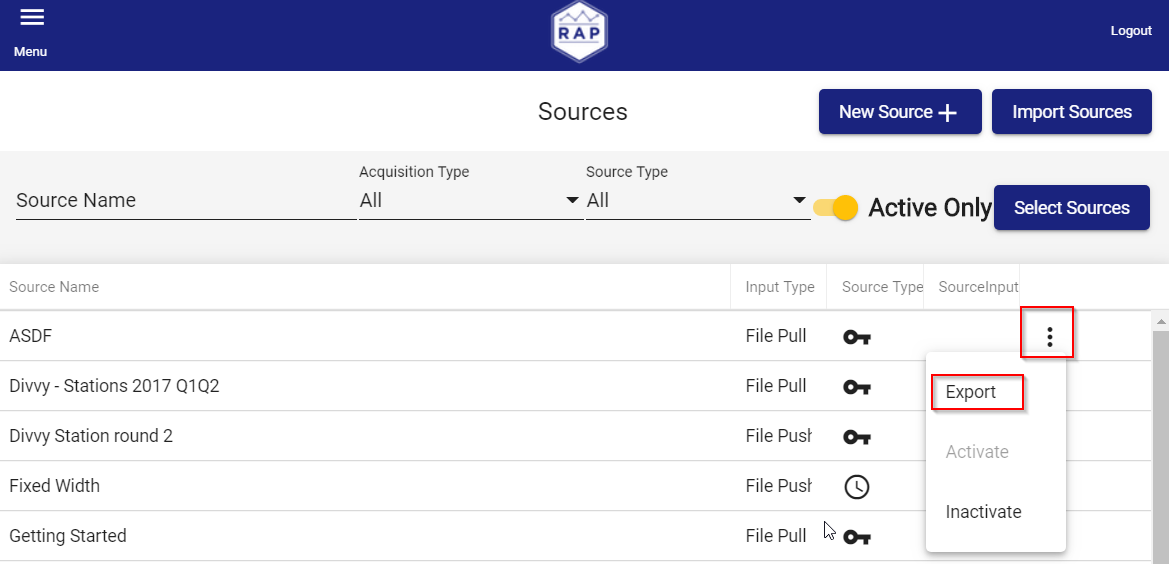 Menu
RAP
Logout
Sources
New Source
Import Sources
Acquisition Type
Source Type
Source Name
All
All
Active Only
Select Sources
Source Name Input Type Source Type SourceInput
ASDF File Pull
Divvy - Stations 2017 Q1Q2 File Pull
Export
Divvy Station round 2 File Push
Activate
Fixed Width File Push
Inactivate
Getting Started File Pull